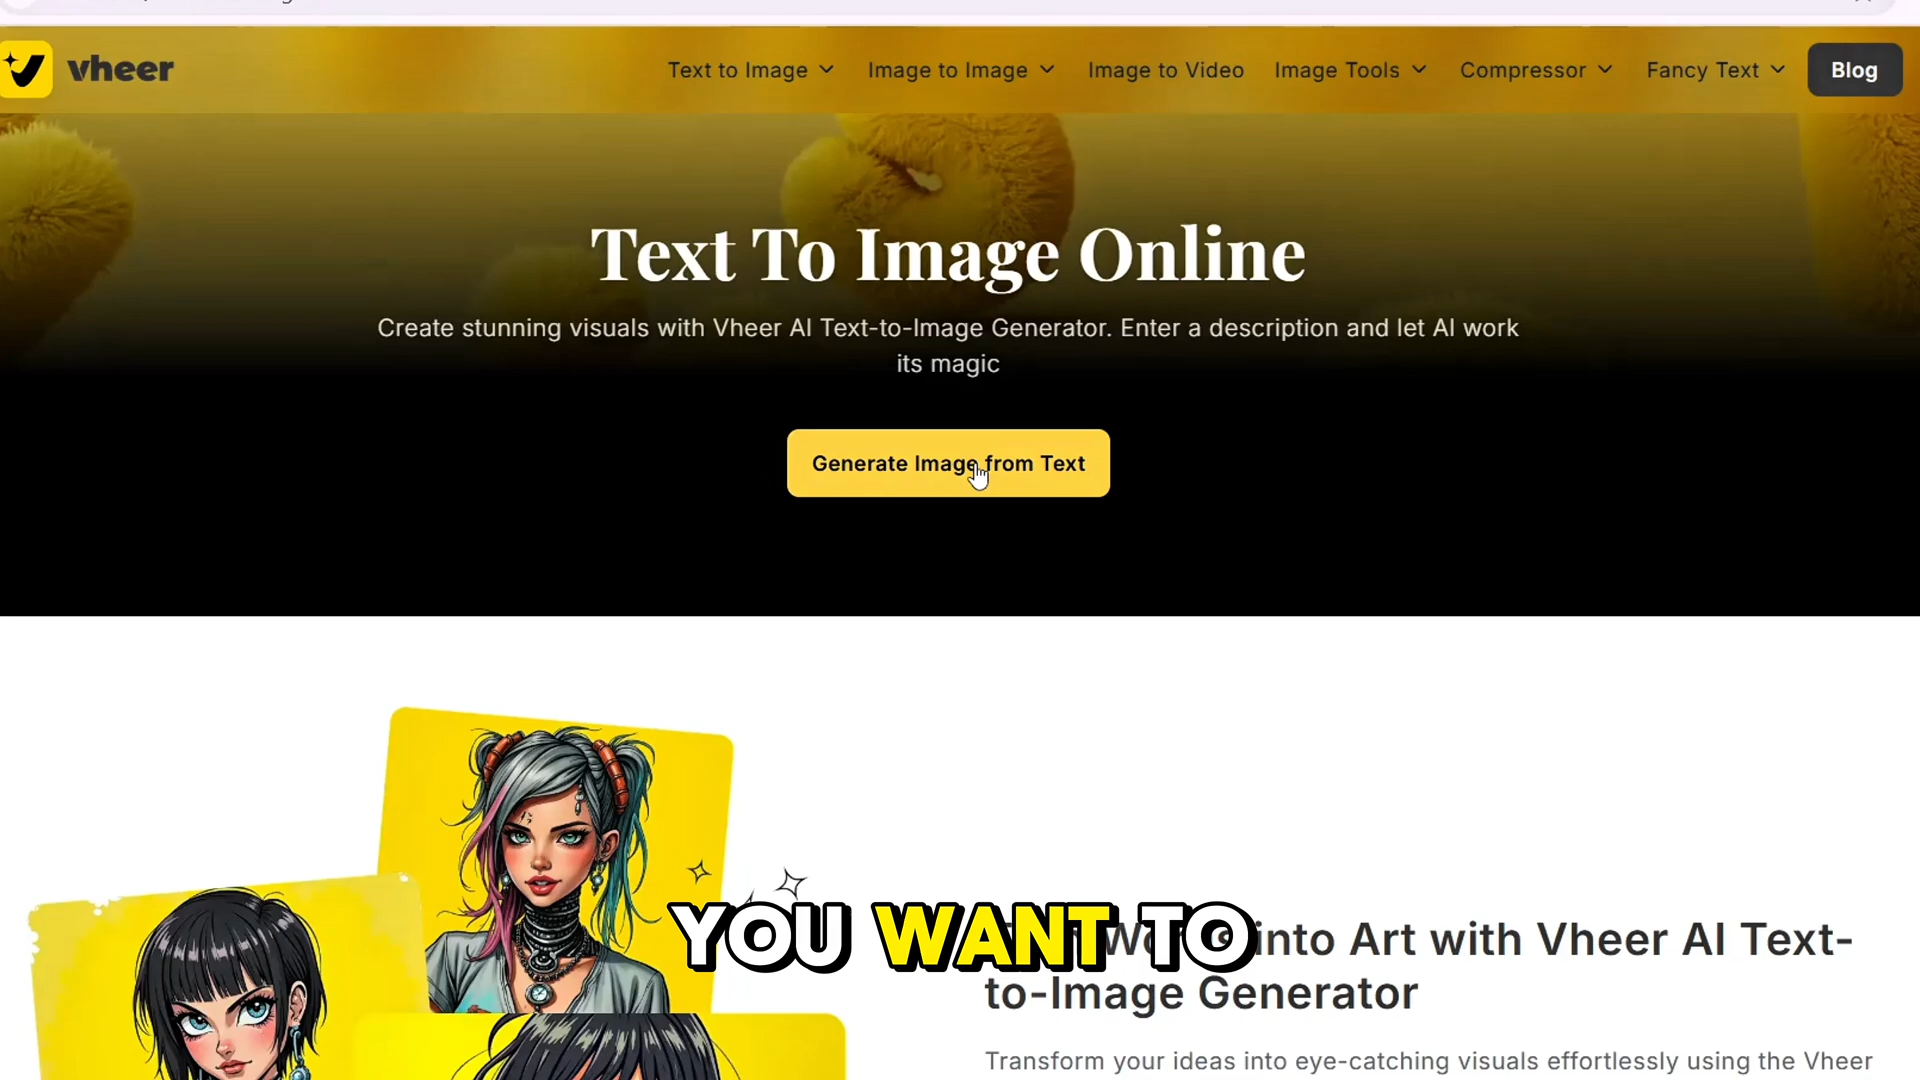 vheer
Text to Image
Image to Image
Image to Video
Image Tools
Compressor
Fancy Text
Blog
Text To Image Online
Create stunning visuals with Vheer AI Text-to-Image Generator. Enter a description and let AI work
its magic
Generate Image from Text
YOU WANT TO
into Art with Vheer AI Text-
to-Image Generator
Transform your ideas into eye-catching visuals effortlessly using the Vheer